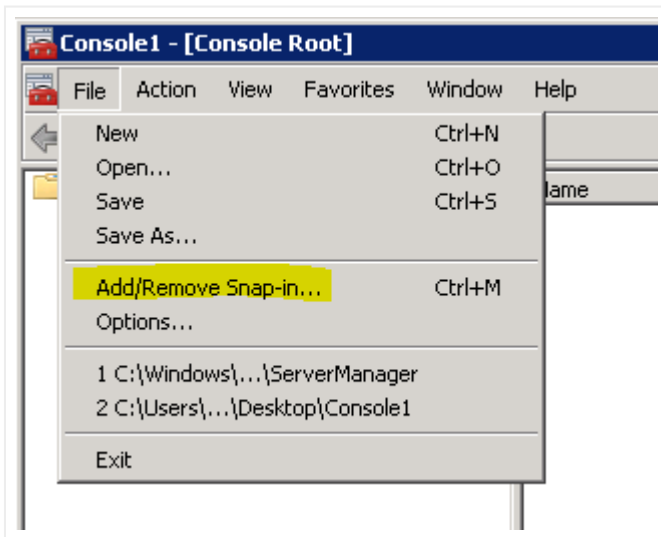 Console1 - [Console Root]
File Action View Favorites Window Help
New Ctrl+N
Open... Ctrl+O
Save Ctrl+S
Save As...
Add/Remove Snap-in... Ctrl+M
Options...
1 C:\Windows\...\ServerManager
2 C:\Users\...\Desktop\Console1
Exit